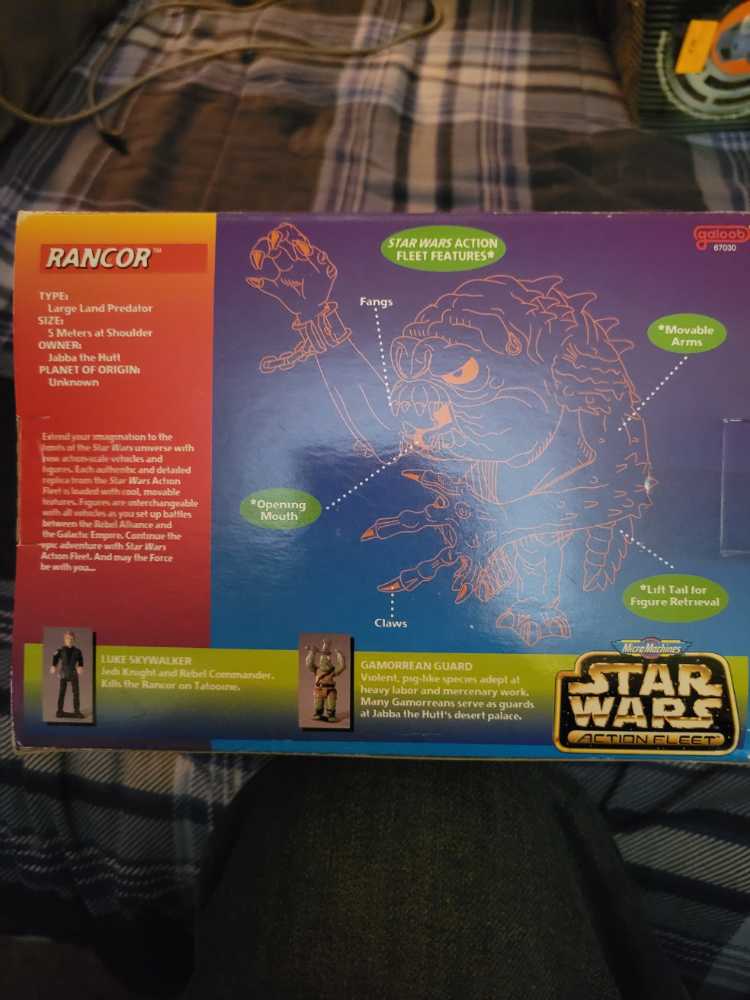 RANCOR™
TYPE:
Large Land Predator
SIZE:
5 Meters at Shoulder
OWNER:
Jabba the Hutt
PLANET OF ORIGIN:
Unknown
Extend your imagination to the
limits of the Star Wars universe with
new action-scale vehicles and
figures. Each authentic and detailed
replica from the Star Wars Action
Fleet is loaded with cool, movable
features. Figures are interchangeable
with all vehicles as you set up battles
between the Rebel Alliance and
the Galactic Empire. Continue the
epic adventure with Star Wars
Action Fleet. And may the Force
be with you...
STAR WARS ACTION
FLEET FEATURES*
galoob
67030
Fangs
*Movable
Arms
*Opening
Mouth
Claws
*Lift Tail for
Figure Retrieval
LUKE SKYWALKER
Jedi Knight and Rebel Commander.
Kills the Rancor on Tatooine.
GAMORREAN GUARD
Violent, pig-like species adept at
heavy labor and mercenary work.
Many Gamorreans serve as guards
at Jabba the Hutt's desert palace.
MicroMachines
STAR
WARS
ACTION FLEET